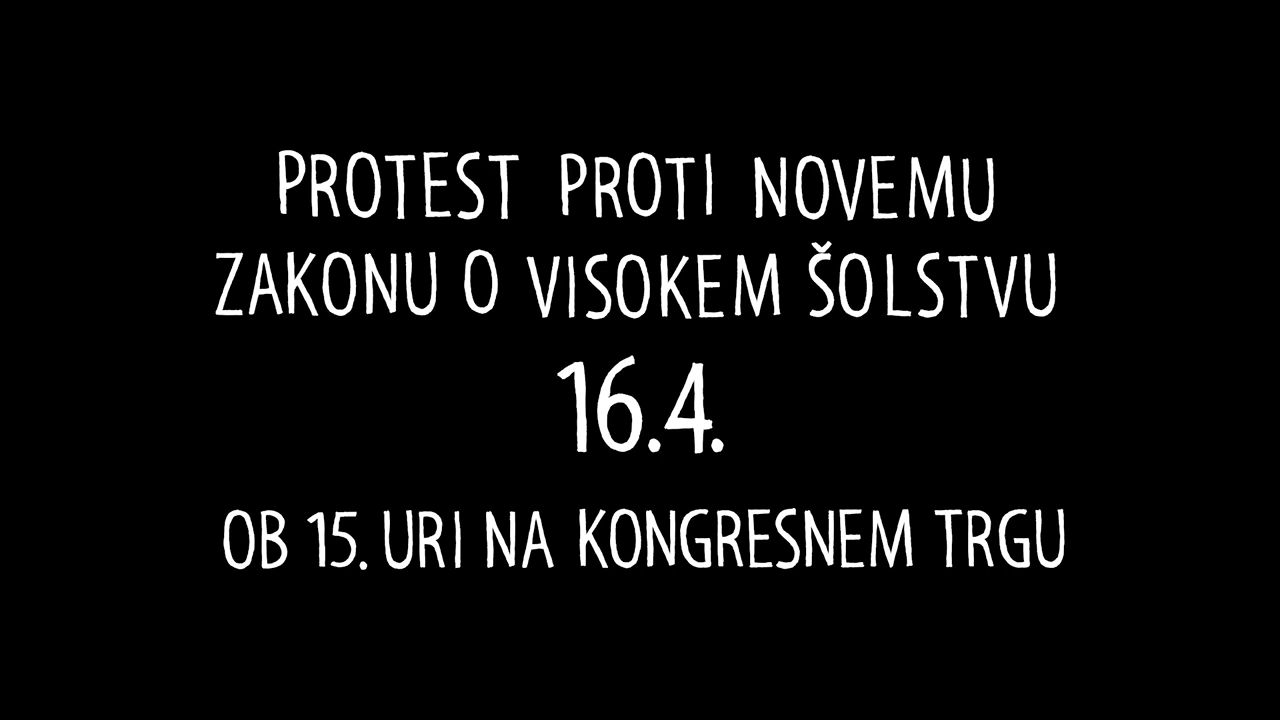 PROTEST PROTI NOVEMU
ZAKONU O VISOKEM ŠOLSTVU
16.4.
OB 15. URI NA KONGRESNEM TRGU